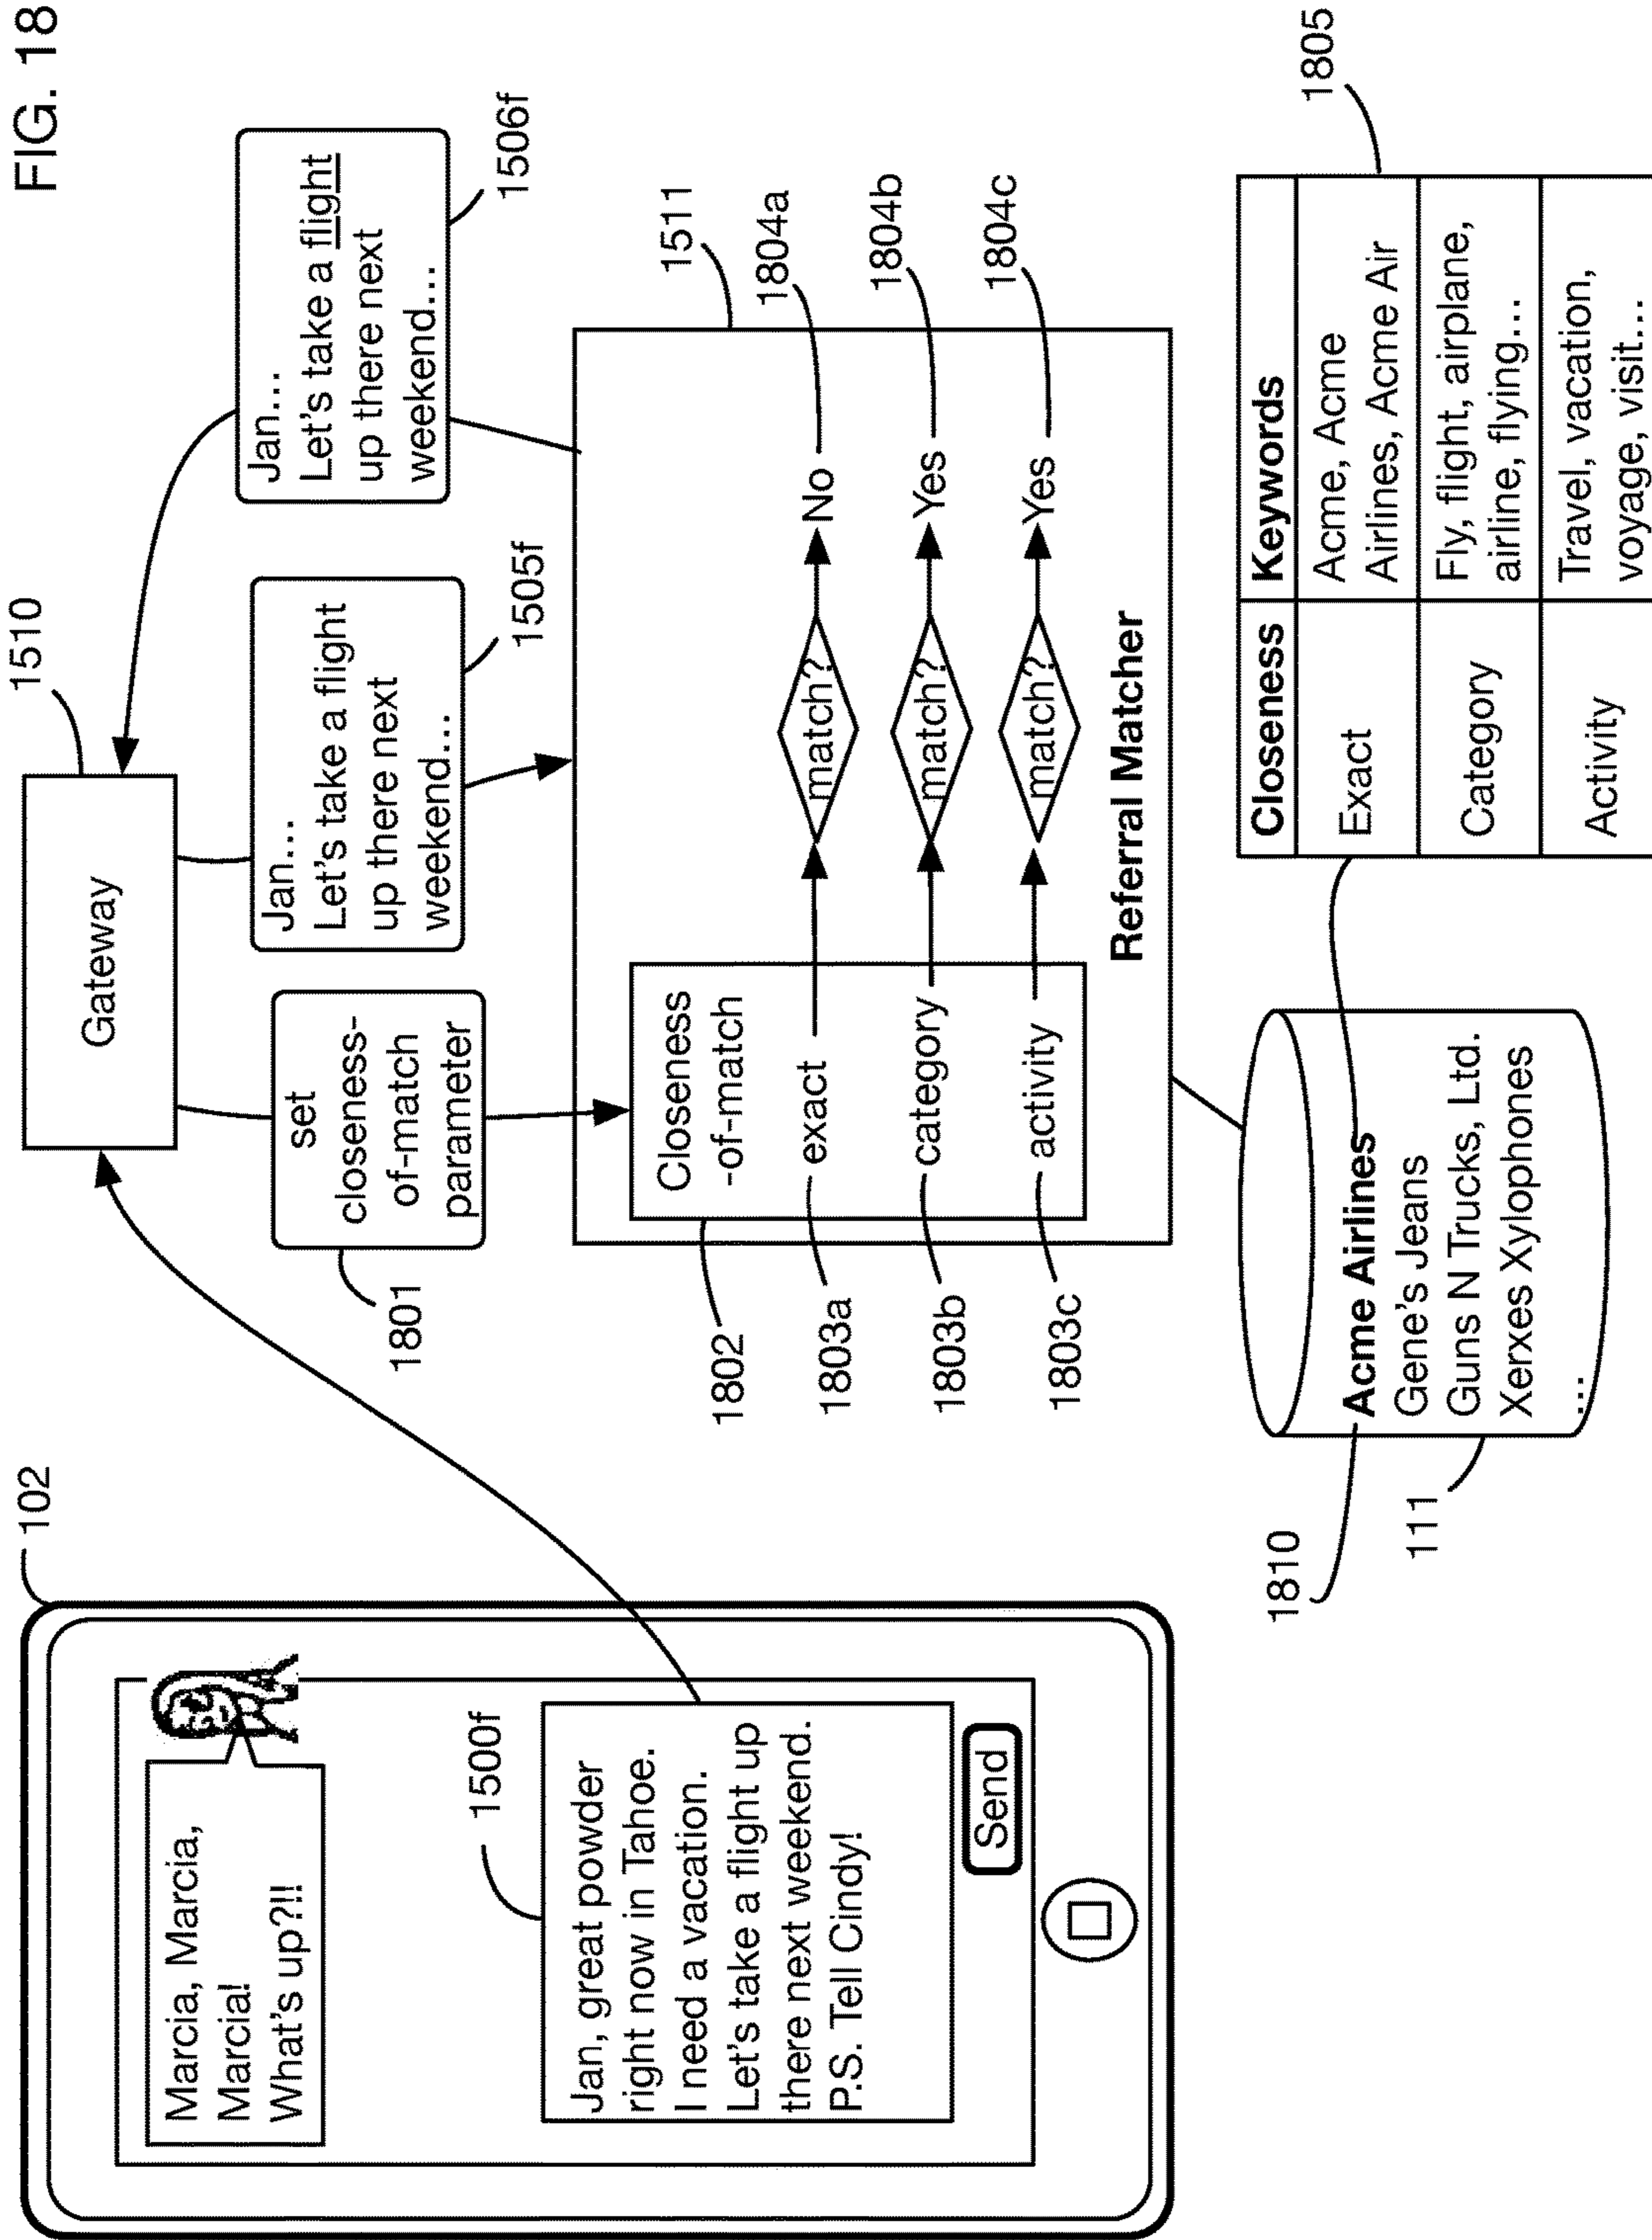 FIG. 18
102
Marcia, Marcia,
Marcia!
What's up?!!
1500f
Jan, great powder
right now in Tahoe.
I need a vacation.
Let's take a flight up
there next weekend.
P.S. Tell Cindy!
Send
1510
Gateway
1801
set
closeness-
of-match
parameter
Jan...
Let's take a flight
up there next
weekend...
1505f
Jan...
Let's take a flight
up there next
weekend...
1506f
1511
1802
Closeness
-of-match
1803a
exact
match?
No
1804a
1803b
category
match?
Yes
1804b
1803c
activity
match?
Yes
1804c
Referral Matcher
1810
Acme Airlines
Gene's Jeans
Guns N Trucks, Ltd.
Xerxes Xylophones
...
111
1805
Closeness Keywords
Exact
Acme, Acme
Airlines, Acme Air
Category
Fly, flight, airplane,
airline, flying...
Activity
Travel, vacation,
voyage, visit...